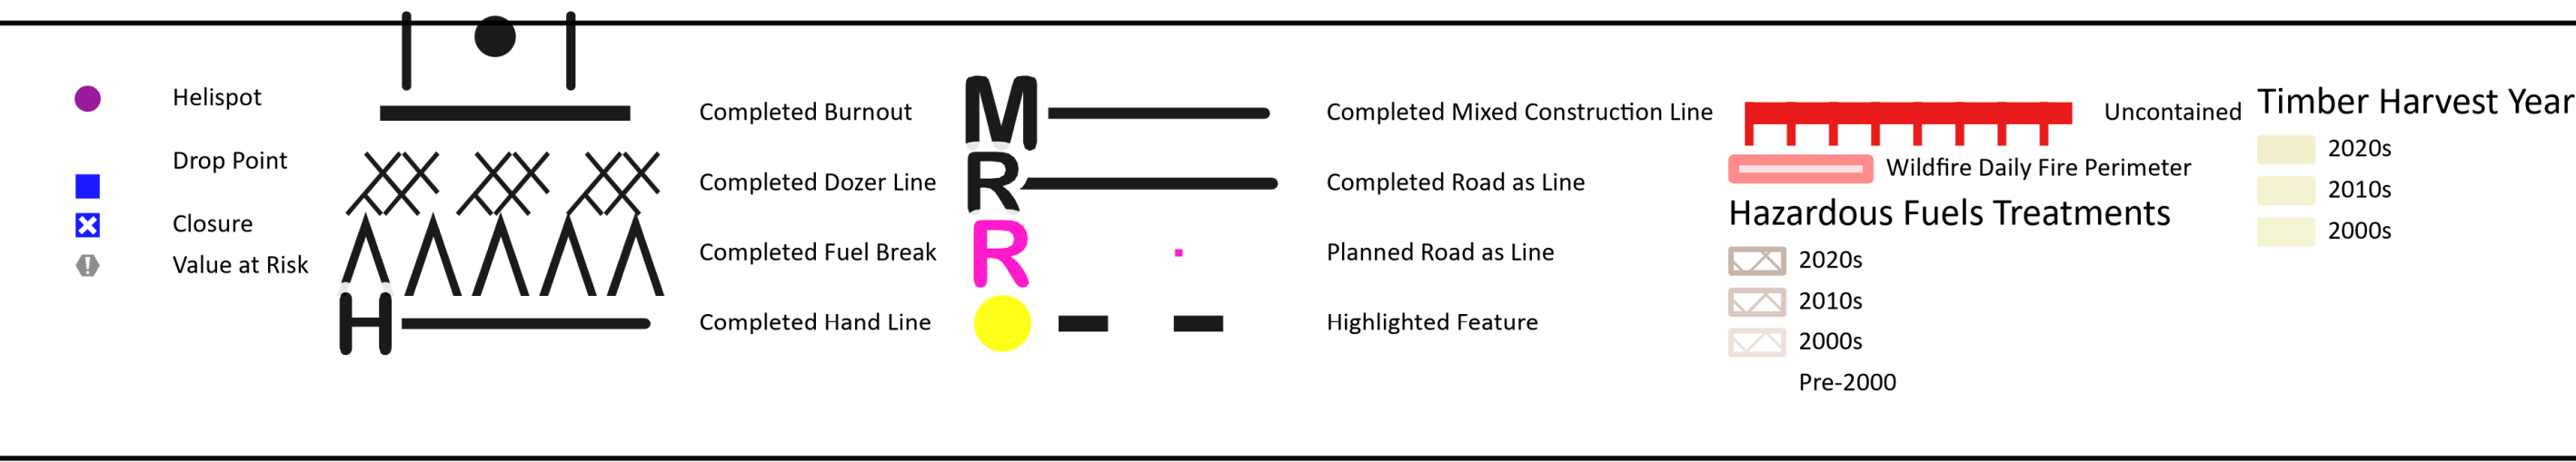 Helispot
Drop Point
Closure
Value at Risk
Completed Burnout
Completed Dozer Line
Completed Fuel Break
H
Completed Hand Line
M
Completed Mixed Construction Line
R
Completed Road as Line
R
Planned Road as Line
Highlighted Feature
Uncontained
Wildfire Daily Fire Perimeter
Hazardous Fuels Treatments
2020s
2010s
2000s
Pre-2000
Timber Harvest Year
2020s
2010s
2000s